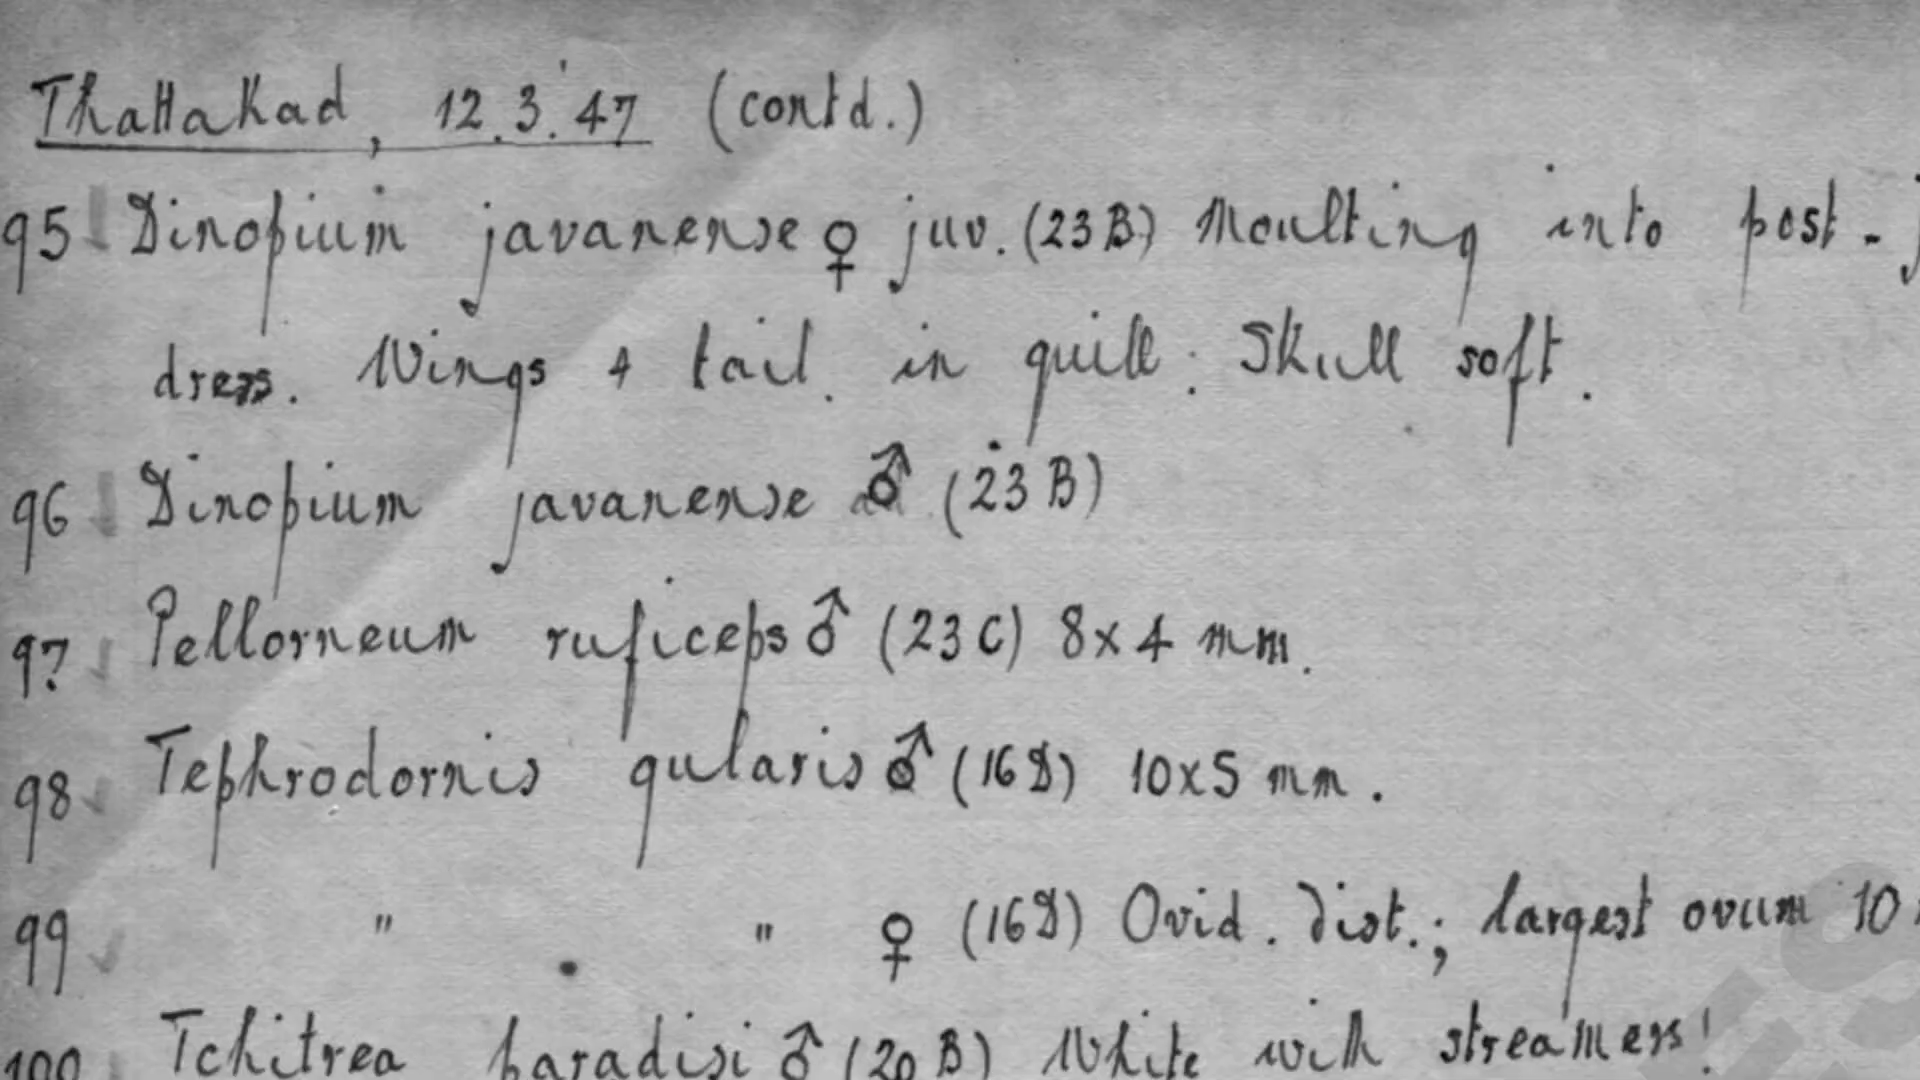 Thattakad, 12.3.47 (contd.)
95 Dinopium javanense ♀ juv. (23B) Moulting into post-j
dress. Wings & tail in quill. Skull soft.
96 Dinopium javanense ♂ (23B)
97 Pellorneum ruficeps ♂ (23C) 8x4 mm.
98 Tephrodornis gularis ♂ (16D) 10x5 mm.
99 " " ♀ (16D) Ovid. dist.; largest ovum 10
100 Tchitrea paradisi ♂ (20B) White with streamers!